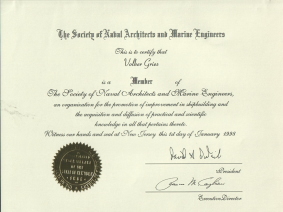 The Society of Naval Architects and Marine Engineers
This is to certify that
Volker Gries
is a Member of
The Society of Naval Architects and Marine Engineers,
an organization for the promotion of improvement in shipbuilding and
the acquisition and diffusion of practical and scientific
knowledge in all that pertains thereto.
Witness our hands and seal at New Jersey this 1st day of January 1998
President
Executive Director